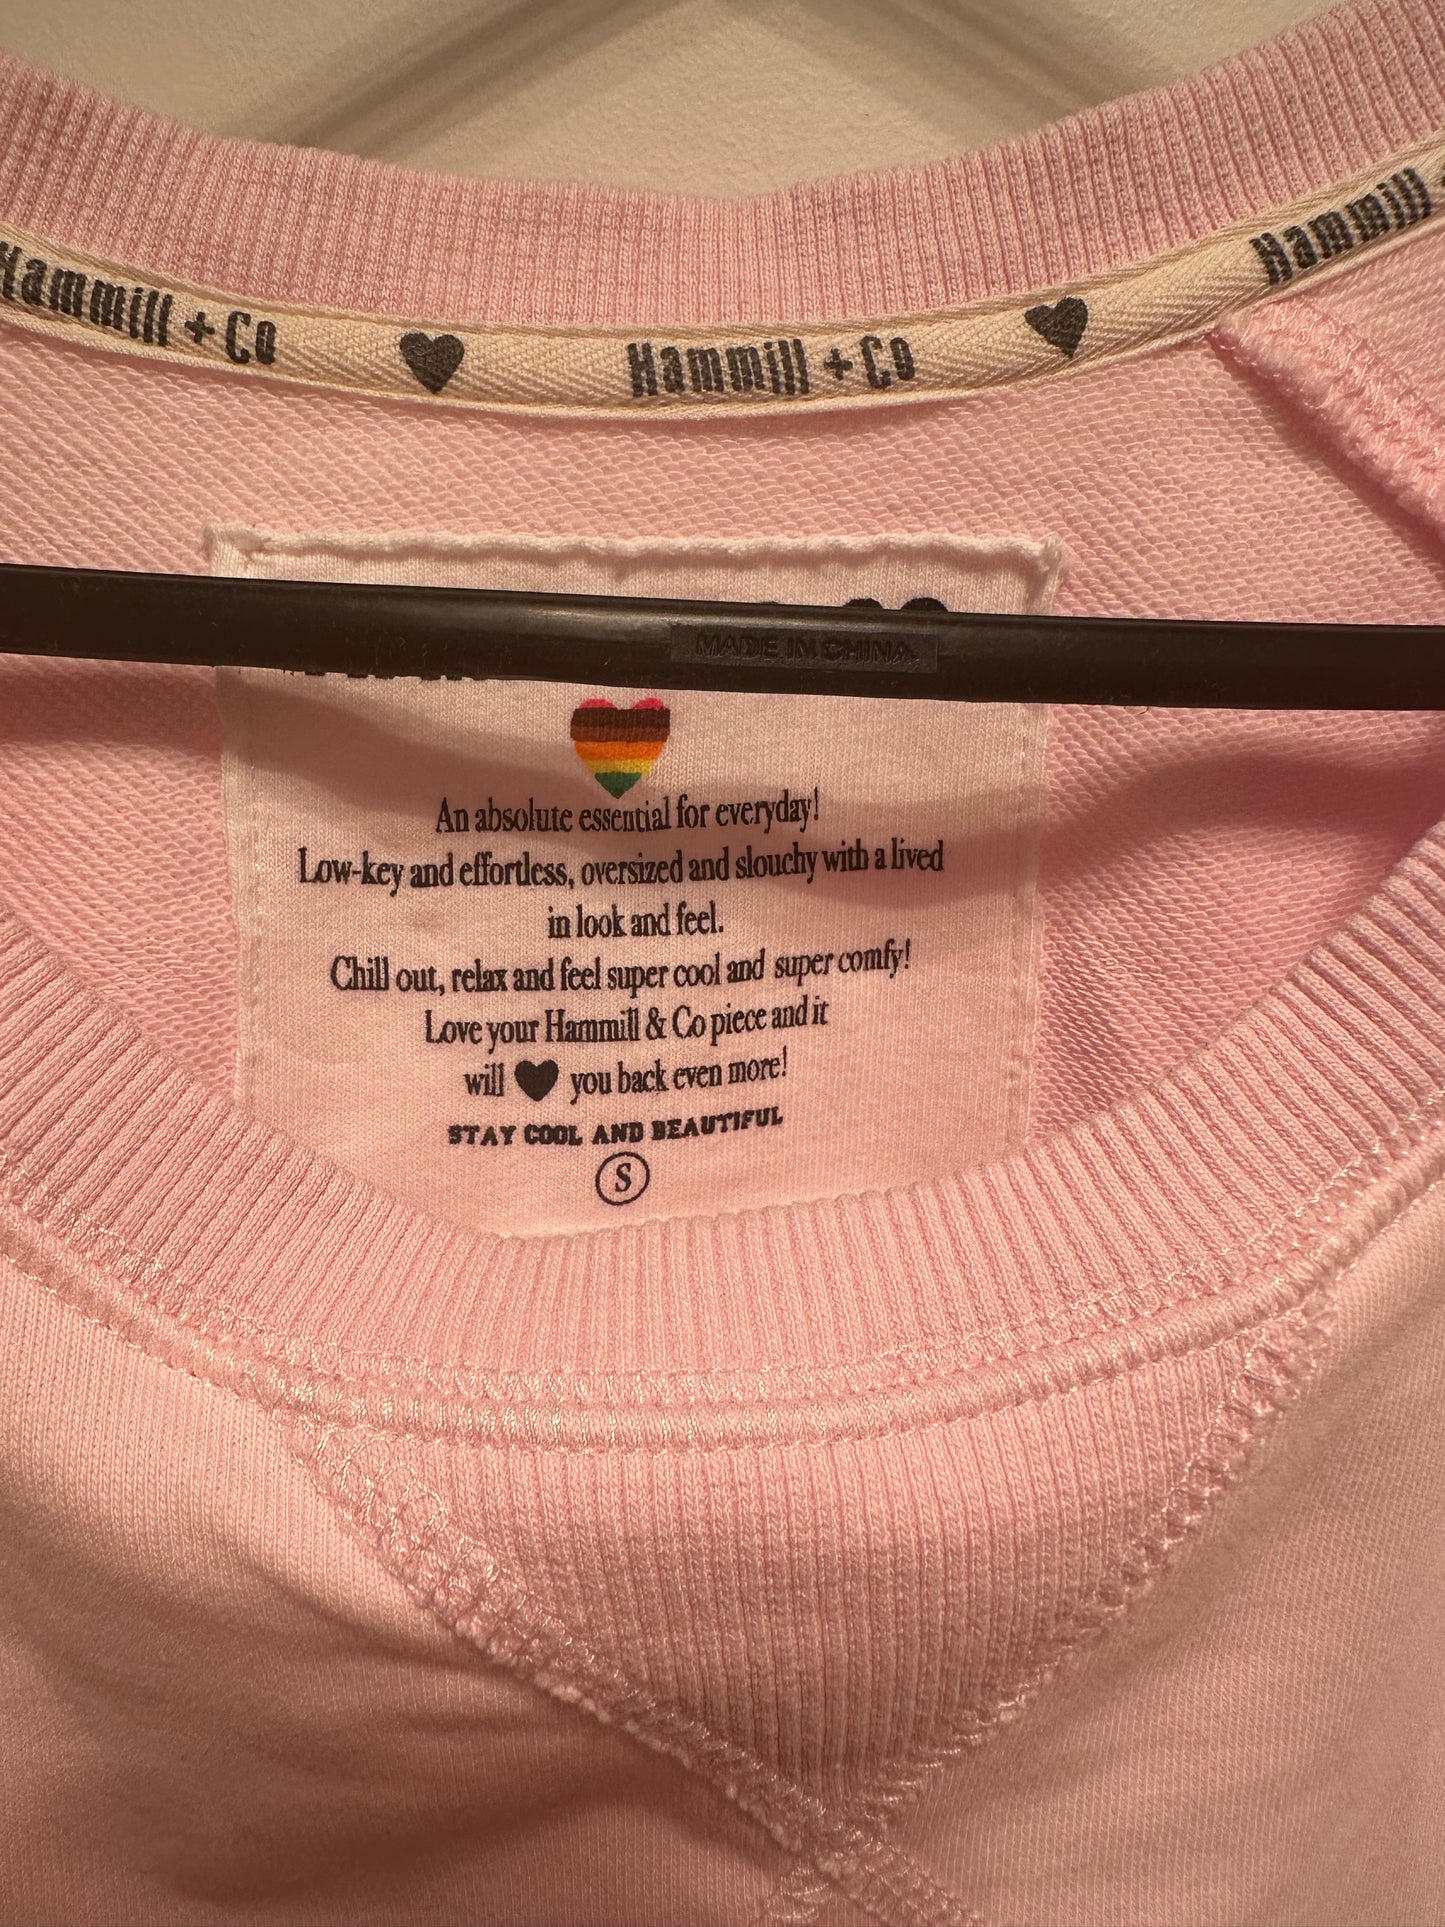 Hammill + Co
Hammill + Co
Hammill
MADE IN CHINA
An absolute essential for everyday!
Low-key and effortless, oversized and slouchy with a lived
in look and feel.
Chill out, relax and feel super cool and super comfy!
Love your Hammill & Co piece and it
will ♥ you back even more!
STAY COOL AND BEAUTIFUL
S